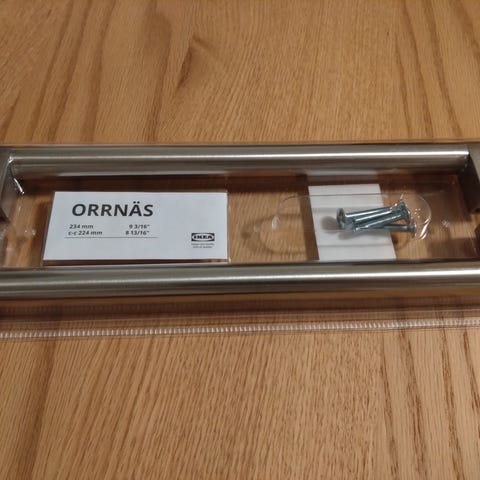 ORRNÄS
234 mm 9 3/16"
c-c 224 mm 8 13/16"
IKEA